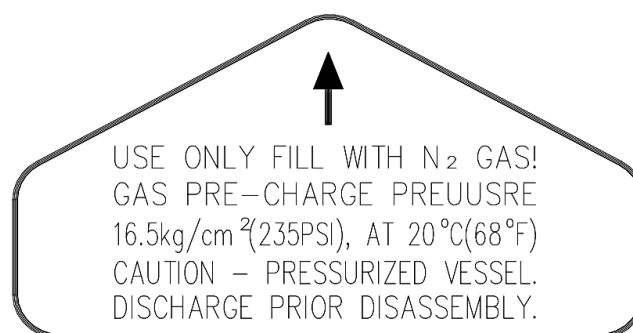 USE ONLY FILL WITH N₂ GAS!
GAS PRE-CHARGE PREUUSRE
16.5kg/cm²(235PSI), AT 20°C(68°F)
CAUTION - PRESSURIZED VESSEL.
DISCHARGE PRIOR DISASSEMBLY.